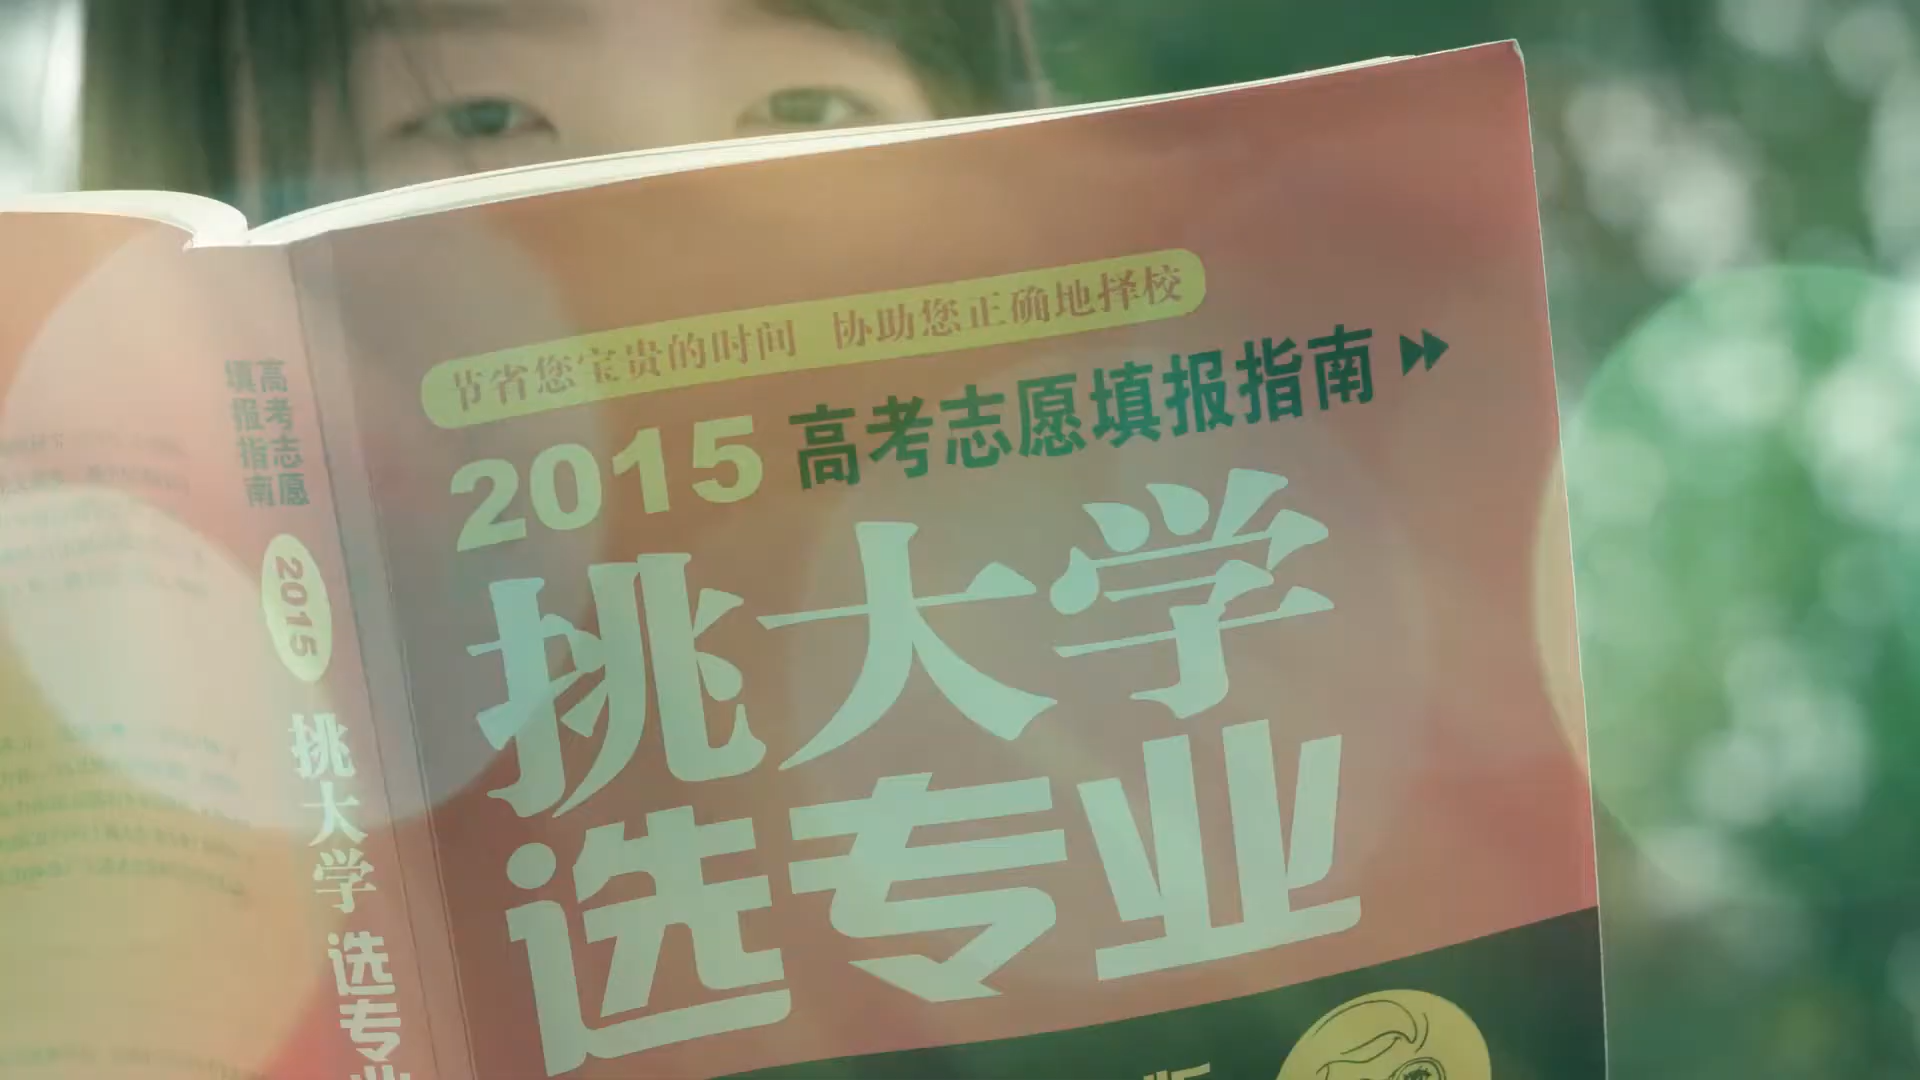 节省您宝贵的时间 协助您正确地择校
2015 高考志愿填报指南
挑大学
选专业
版
高考志愿
填报指南
2015
挑大学 选专业